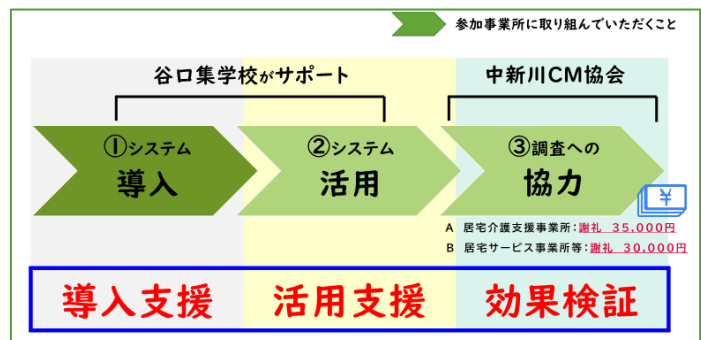 参加事業所に取り組んでいただくこと
谷口集学校がサポート
中新川CM協会
①システム
導入
②システム
活用
③調査への
協力
¥
A 居宅介護支援事業所:謝礼 35,000円
B 居宅サービス事業所等:謝礼 30,000円
導入支援
活用支援
効果検証